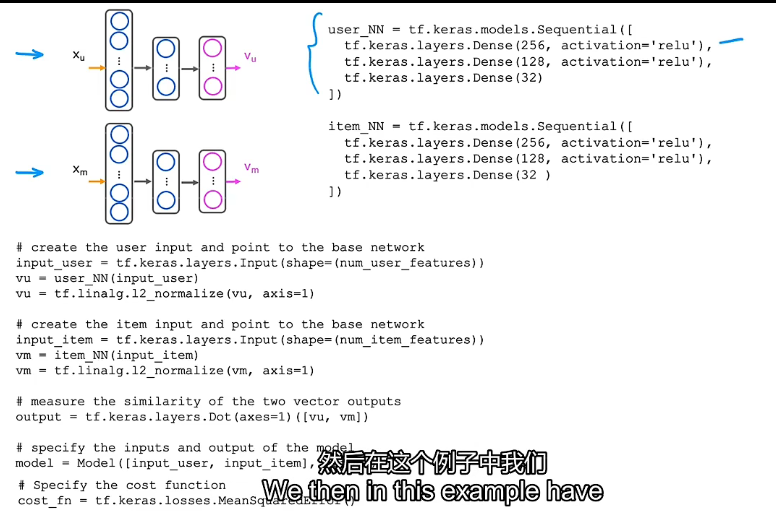 x_u
v_u
user_NN = tf.keras.models.Sequential([
tf.keras.layers.Dense(256, activation='relu'),
tf.keras.layers.Dense(128, activation='relu'),
tf.keras.layers.Dense(32)
])
x_m
v_m
item_NN = tf.keras.models.Sequential([
tf.keras.layers.Dense(256, activation='relu'),
tf.keras.layers.Dense(128, activation='relu'),
tf.keras.layers.Dense(32 )
])
# create the user input and point to the base network
input_user = tf.keras.layers.Input(shape=(num_user_features))
vu = user_NN(input_user)
vu = tf.linalg.l2_normalize(vu, axis=1)
# create the item input and point to the base network
input_item = tf.keras.layers.Input(shape=(num_item_features))
vm = item_NN(input_item)
vm = tf.linalg.l2_normalize(vm, axis=1)
# measure the similarity of the two vector outputs
output = tf.keras.layers.Dot(axes=1)([vu, vm])
# specify the inputs and output of the model
model = Model([input_user, input_item],
然后在这个例子中我们
# Specify the cost function
cost_fn = tf.keras.losses.MeanSquaredError()
We then in this example have